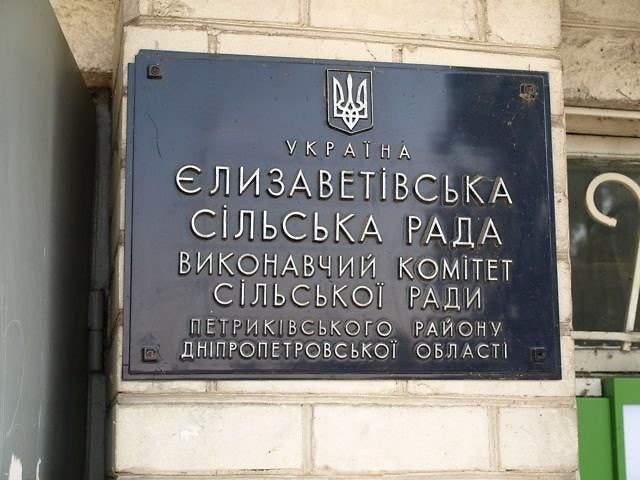 УКРАЇНА
ЄЛИЗАВЕТІВСЬКА
СІЛЬСЬКА РАДА
ВИКОНАВЧИЙ КОМІТЕТ
СІЛЬСЬКОЇ РАДИ
ПЕТРИКІВСЬКОГО РАЙОНУ
ДНІПРОПЕТРОВСЬКОЇ ОБЛАСТІ